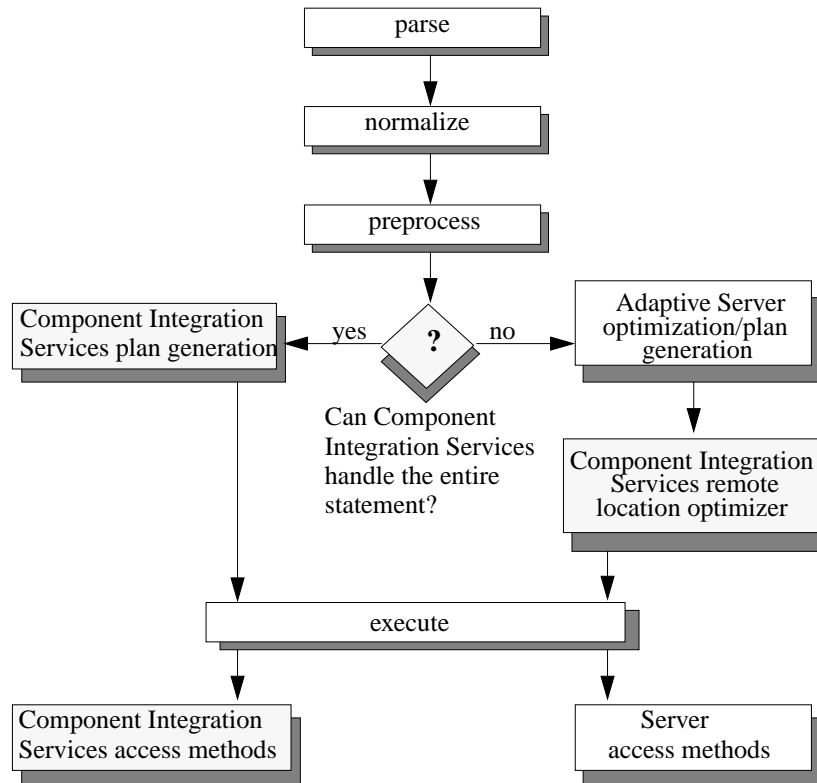 parse
normalize
preprocess
Component Integration
Services plan generation
yes
?
no
Adaptive Server
optimization/plan
generation
Can Component
Integration Services
handle the entire
statement?
Component Integration
Services remote
location optimizer
execute
Component Integration
Services access methods
Server
access methods